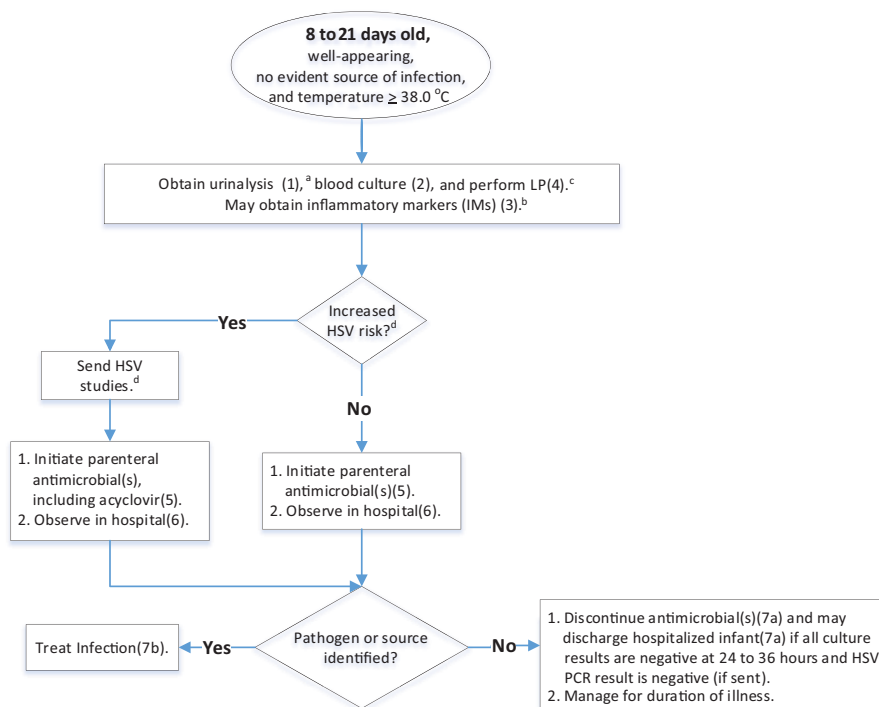 8 to 21 days old,
well-appearing,
no evident source of infection,
and temperature ≥ 38.0 °C
Obtain urinalysis (1),ᵃ blood culture (2), and perform LP(4).ᶜ
May obtain inflammatory markers (IMs) (3).ᵇ
Increased
HSV risk?ᵈ
Yes
Send HSV
studies.ᵈ
No
1. Initiate parenteral
antimicrobial(s),
including acyclovir(5).
2. Observe in hospital(6).
1. Initiate parenteral
antimicrobial(s)(5).
2. Observe in hospital(6).
Pathogen or source
identified?
Yes
Treat Infection(7b).
No
1. Discontinue antimicrobial(s)(7a) and may
discharge hospitalized infant(7a) if all culture
results are negative at 24 to 36 hours and HSV
PCR result is negative (if sent).
2. Manage for duration of illness.